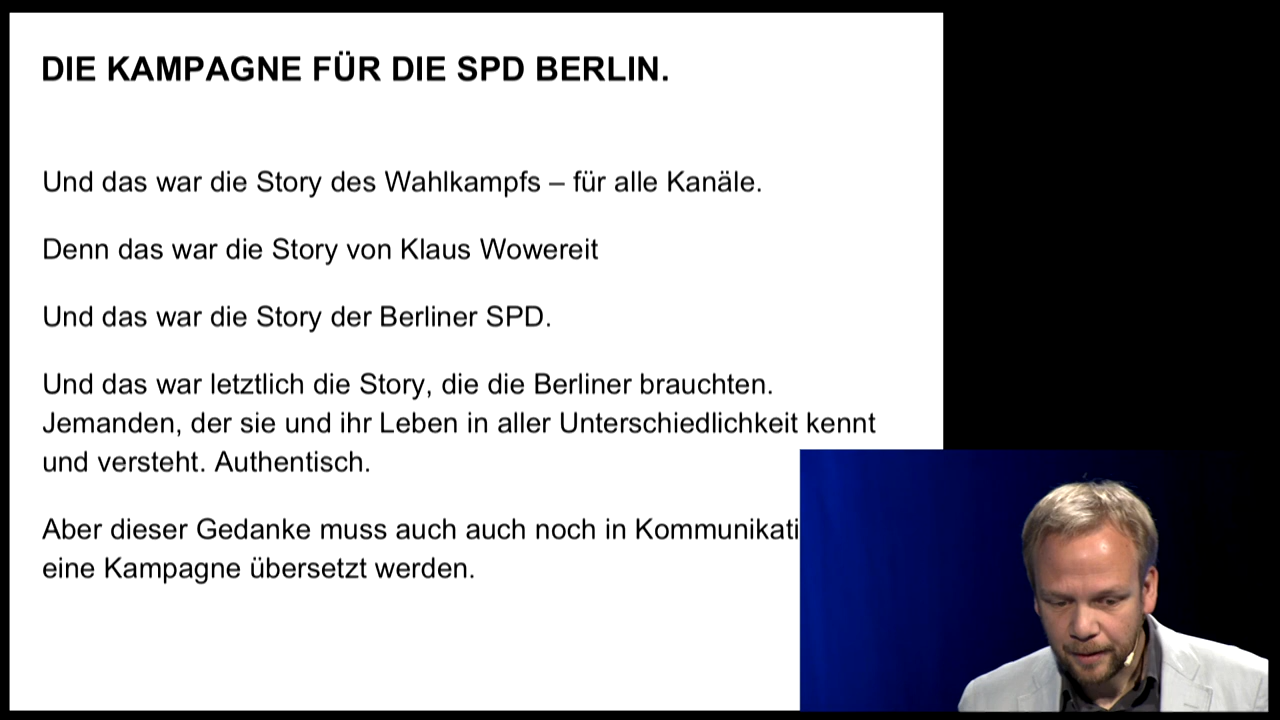 DIE KAMPAGNE FÜR DIE SPD BERLIN.
Und das war die Story des Wahlkampfs – für alle Kanäle.
Denn das war die Story von Klaus Wowereit
Und das war die Story der Berliner SPD.
Und das war letztlich die Story, die die Berliner brauchten.
Jemanden, der sie und ihr Leben in aller Unterschiedlichkeit kennt
und versteht. Authentisch.
Aber dieser Gedanke muss auch auch noch in Kommunikati
eine Kampagne übersetzt werden.